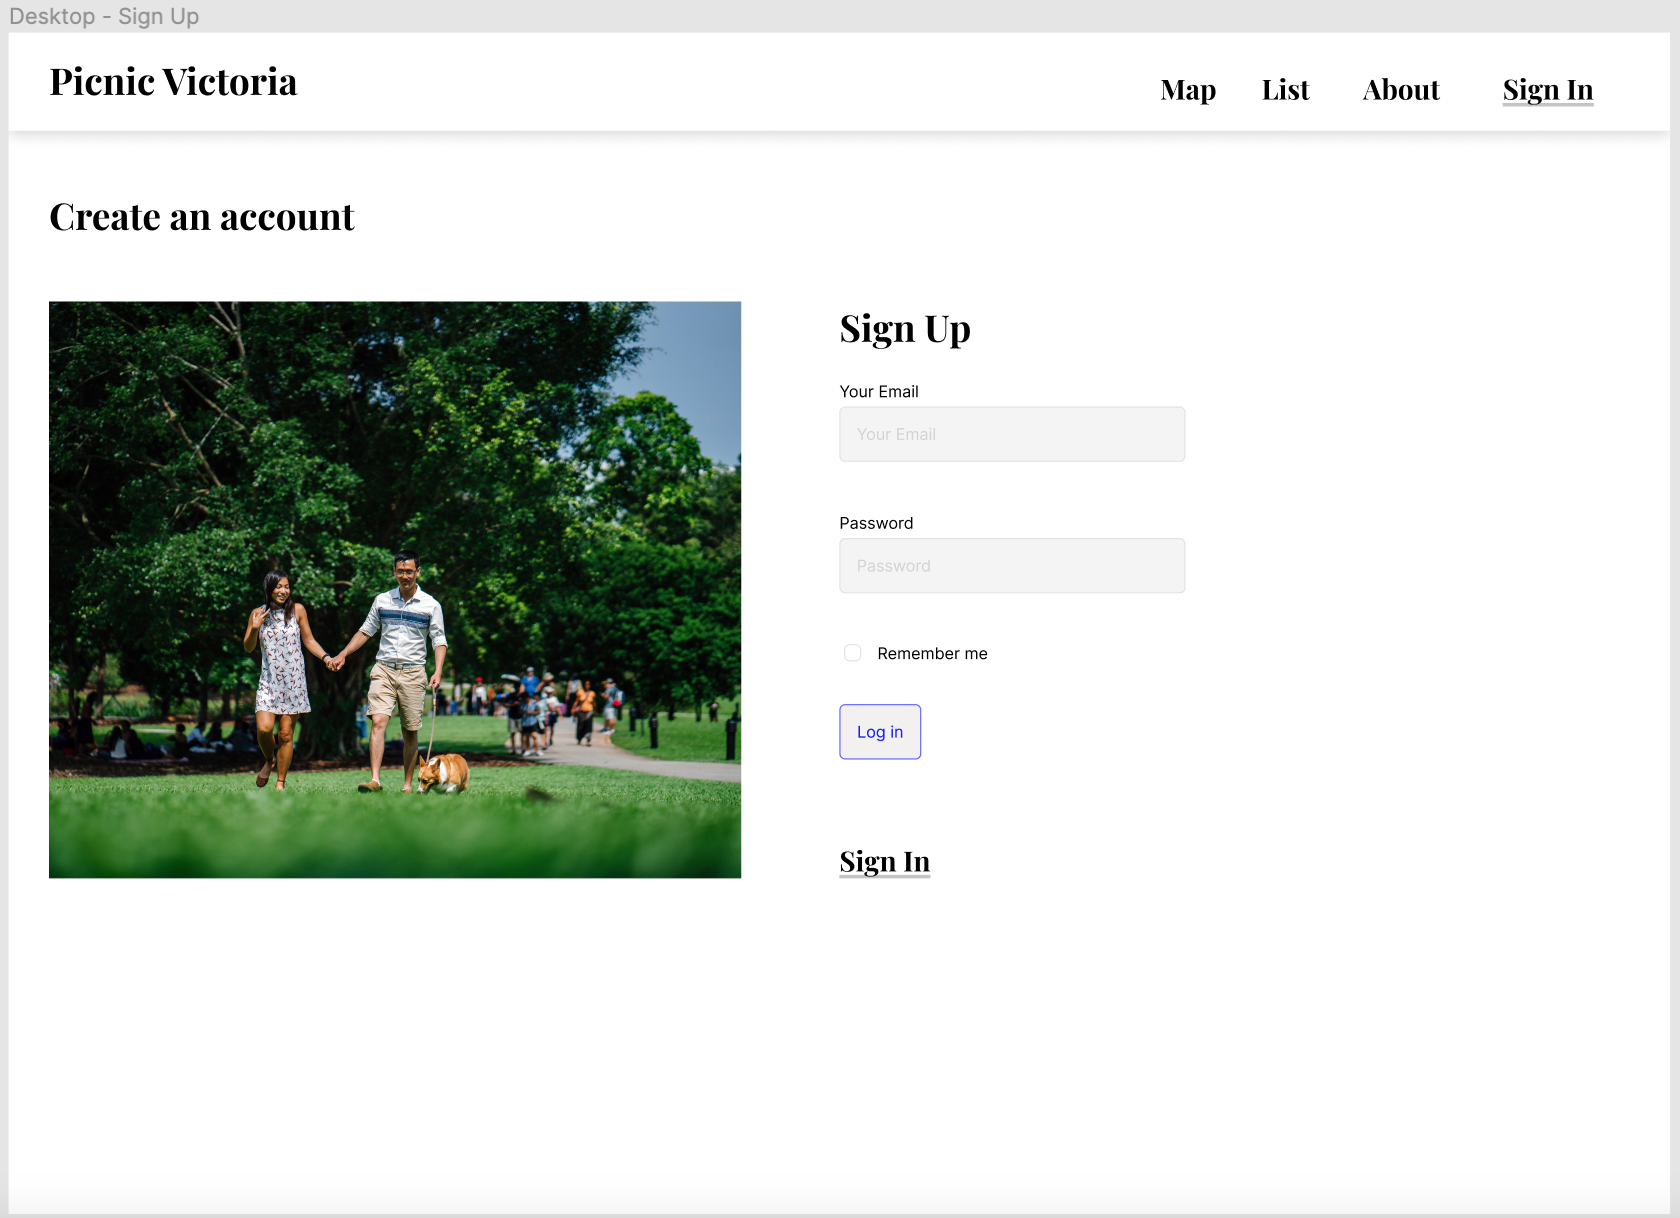 Desktop - Sign Up
Picnic Victoria
Map List About Sign In
Create an account
Sign Up
Your Email
Your Email
Password
Password
Remember me
Log in
Sign In